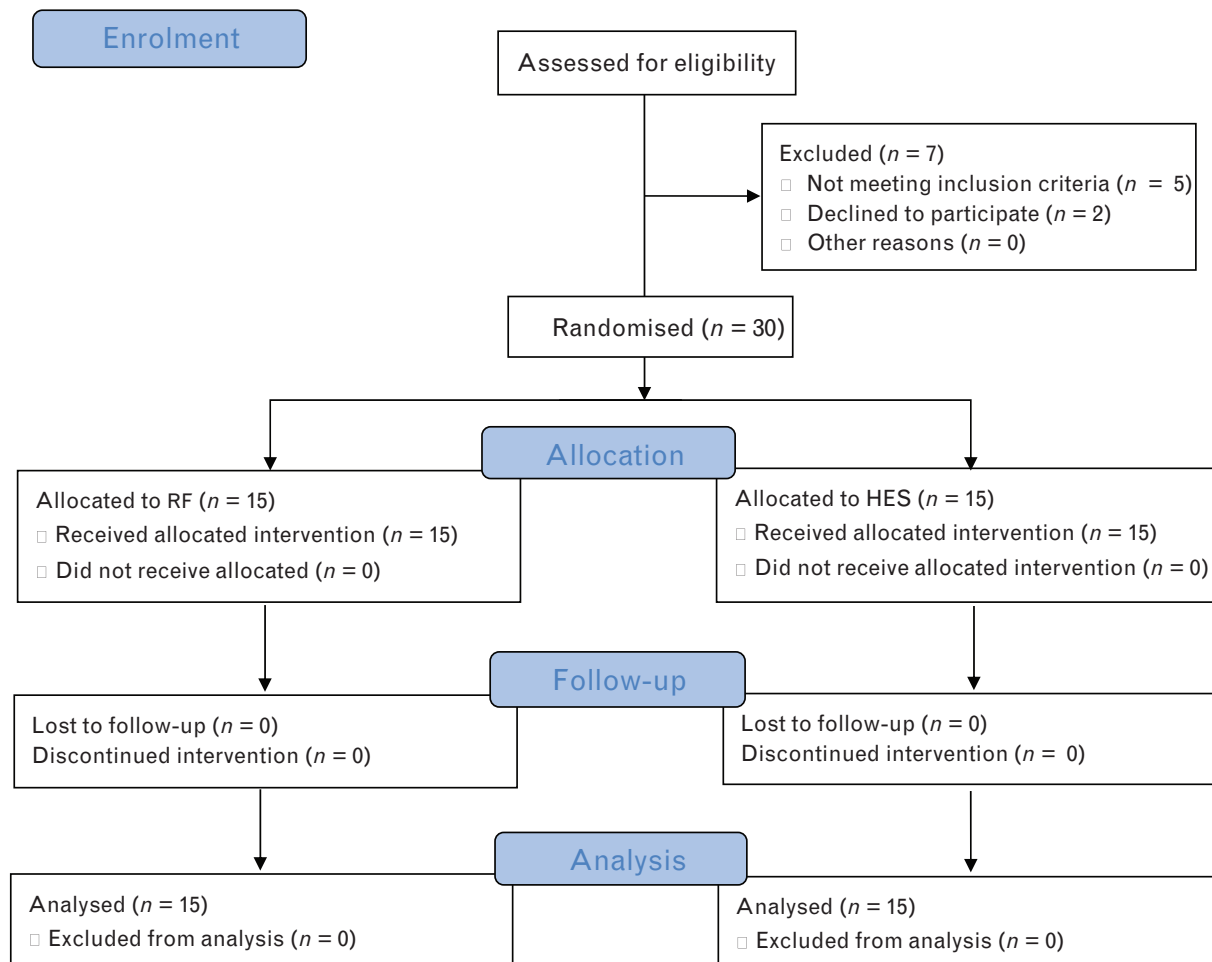 Enrolment
Assessed for eligibility
Excluded (n = 7)
□ Not meeting inclusion criteria (n = 5)
□ Declined to participate (n = 2)
□ Other reasons (n = 0)
Randomised (n = 30)
Allocation
Allocated to RF (n = 15)
□ Received allocated intervention (n = 15)
□ Did not receive allocated (n = 0)
Allocated to HES (n = 15)
□ Received allocated intervention (n = 15)
□ Did not receive allocated intervention (n = 0)
Follow-up
Lost to follow-up (n = 0)
Discontinued intervention (n = 0)
Lost to follow-up (n = 0)
Discontinued intervention (n = 0)
Analysis
Analysed (n = 15)
□ Excluded from analysis (n = 0)
Analysed (n = 15)
□ Excluded from analysis (n = 0)